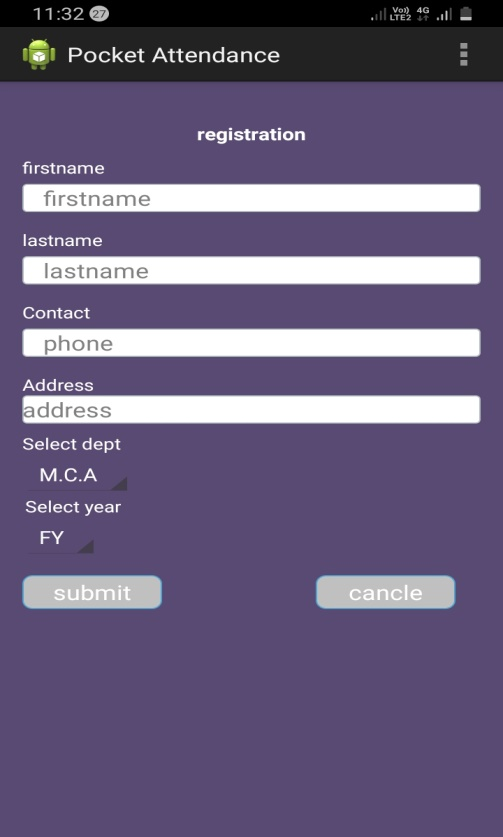 11:32 27 Vo)) LTE2 4G
Pocket Attendance
registration
firstname
firstname
lastname
lastname
Contact
phone
Address
address
Select dept
M.C.A
Select year
FY
submit cancle